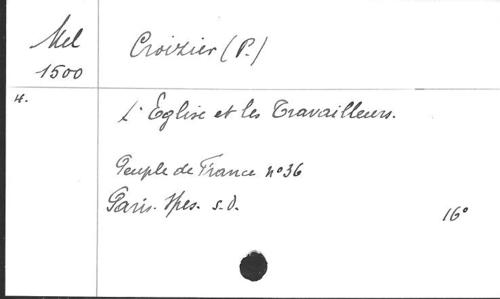 Mel
1500
Croizier (P.)
4.
L'Eglise et les Travailleurs.
Peuple de France n° 36
Paris. Spes. s.d.
16°